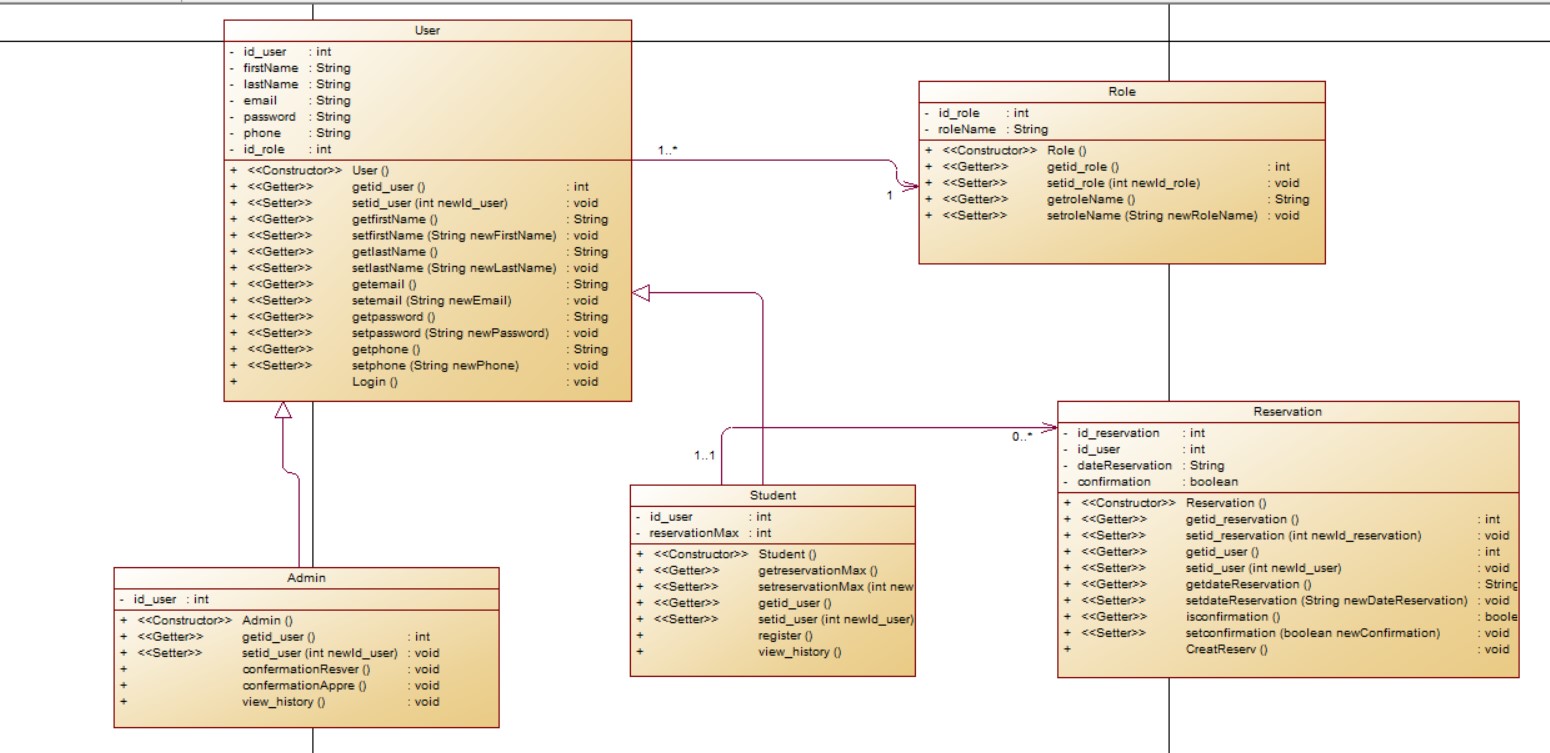 User
- id_user : int
- firstName : String
- lastName : String
- email : String
- password : String
- phone : String
- id_role : int
+ <<Constructor>> User ()
+ <<Getter>> getid_user () : int
+ <<Setter>> setid_user (int newId_user) : void
+ <<Getter>> getfirstName () : String
+ <<Setter>> setfirstName (String newFirstName) : void
+ <<Getter>> getlastName () : String
+ <<Setter>> setlastName (String newLastName) : void
+ <<Getter>> getemail () : String
+ <<Setter>> setemail (String newEmail) : void
+ <<Getter>> getpassword () : String
+ <<Setter>> setpassword (String newPassword) : void
+ <<Getter>> getphone () : String
+ <<Setter>> setphone (String newPhone) : void
+ Login () : void
1..*
1
Role
- id_role : int
- roleName : String
+ <<Constructor>> Role ()
+ <<Getter>> getid_role () : int
+ <<Setter>> setid_role (int newId_role) : void
+ <<Getter>> getroleName () : String
+ <<Setter>> setroleName (String newRoleName) : void
1..1
0..*
Reservation
- id_reservation : int
- id_user : int
- dateReservation : String
- confirmation : boolean
+ <<Constructor>> Reservation ()
+ <<Getter>> getid_reservation () : int
+ <<Setter>> setid_reservation (int newId_reservation) : void
+ <<Getter>> getid_user () : int
+ <<Setter>> setid_user (int newId_user) : void
+ <<Getter>> getdateReservation () : String
+ <<Setter>> setdateReservation (String newDateReservation) : void
+ <<Getter>> isconfirmation () : boole
+ <<Setter>> setconfirmation (boolean newConfirmation) : void
+ CreatReserv () : void
Student
- id_user : int
- reservationMax : int
+ <<Constructor>> Student ()
+ <<Getter>> getreservationMax ()
+ <<Setter>> setreservationMax (int new
+ <<Getter>> getid_user ()
+ <<Setter>> setid_user (int newId_user)
+ register ()
+ view_history ()
Admin
- id_user : int
+ <<Constructor>> Admin ()
+ <<Getter>> getid_user () : int
+ <<Setter>> setid_user (int newId_user) : void
+ confermationResver () : void
+ confermationAppre () : void
+ view_history () : void